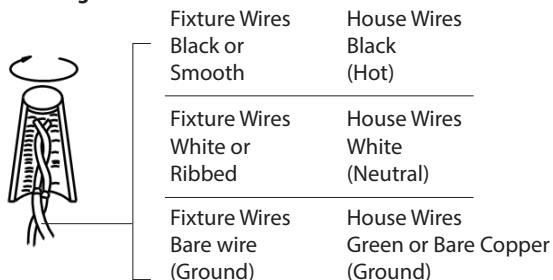 Fixture Wires House Wires
Black or Black
Smooth (Hot)
Fixture Wires House Wires
White or White
Ribbed (Neutral)
Fixture Wires House Wires
Bare wire Green or Bare Copper
(Ground) (Ground)